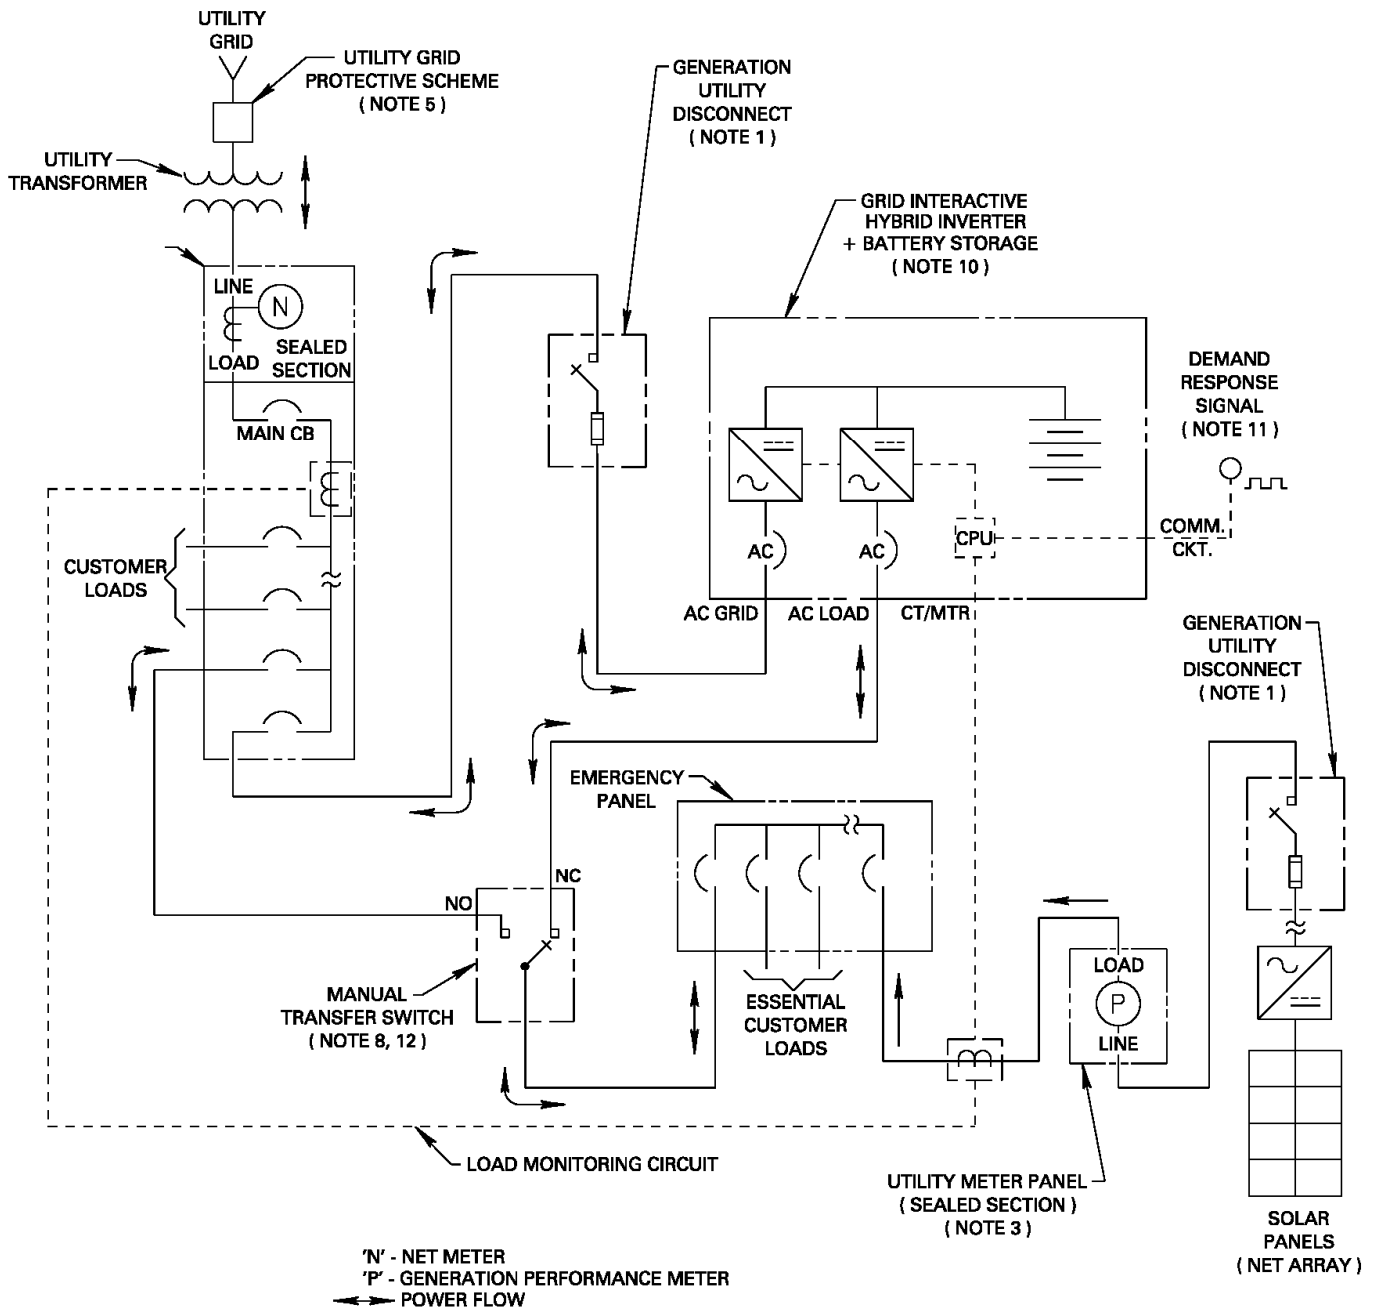 UTILITY
GRID
UTILITY GRID
PROTECTIVE SCHEME
( NOTE 5 )
GENERATION
UTILITY
DISCONNECT
( NOTE 1 )
UTILITY
TRANSFORMER
GRID INTERACTIVE
HYBRID INVERTER
+ BATTERY STORAGE
( NOTE 10 )
LINE
N
SEALED
SECTION
LOAD
MAIN CB
DEMAND
RESPONSE
SIGNAL
( NOTE 11 )
COMM.
CKT.
CPU
AC
AC
AC GRID
AC LOAD
CT/MTR
CUSTOMER
LOADS
GENERATION
UTILITY
DISCONNECT
( NOTE 1 )
EMERGENCY
PANEL
NC
NO
MANUAL
TRANSFER SWITCH
( NOTE 8, 12 )
ESSENTIAL
CUSTOMER
LOADS
LOAD
P
LINE
LOAD MONITORING CIRCUIT
UTILITY METER PANEL
( SEALED SECTION )
( NOTE 3 )
SOLAR
PANELS
( NET ARRAY )
'N' - NET METER
'P' - GENERATION PERFORMANCE METER
POWER FLOW